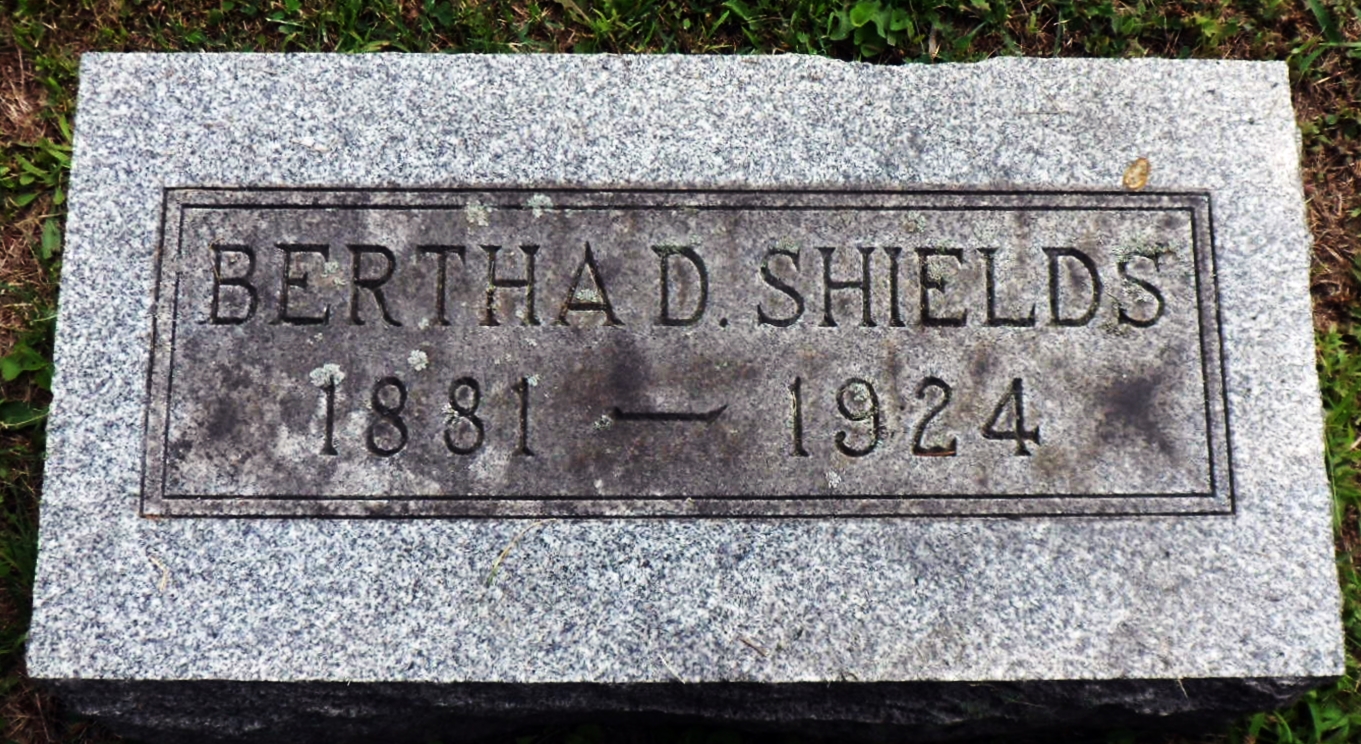 BERTHA D. SHIELDS
1881 — 1924